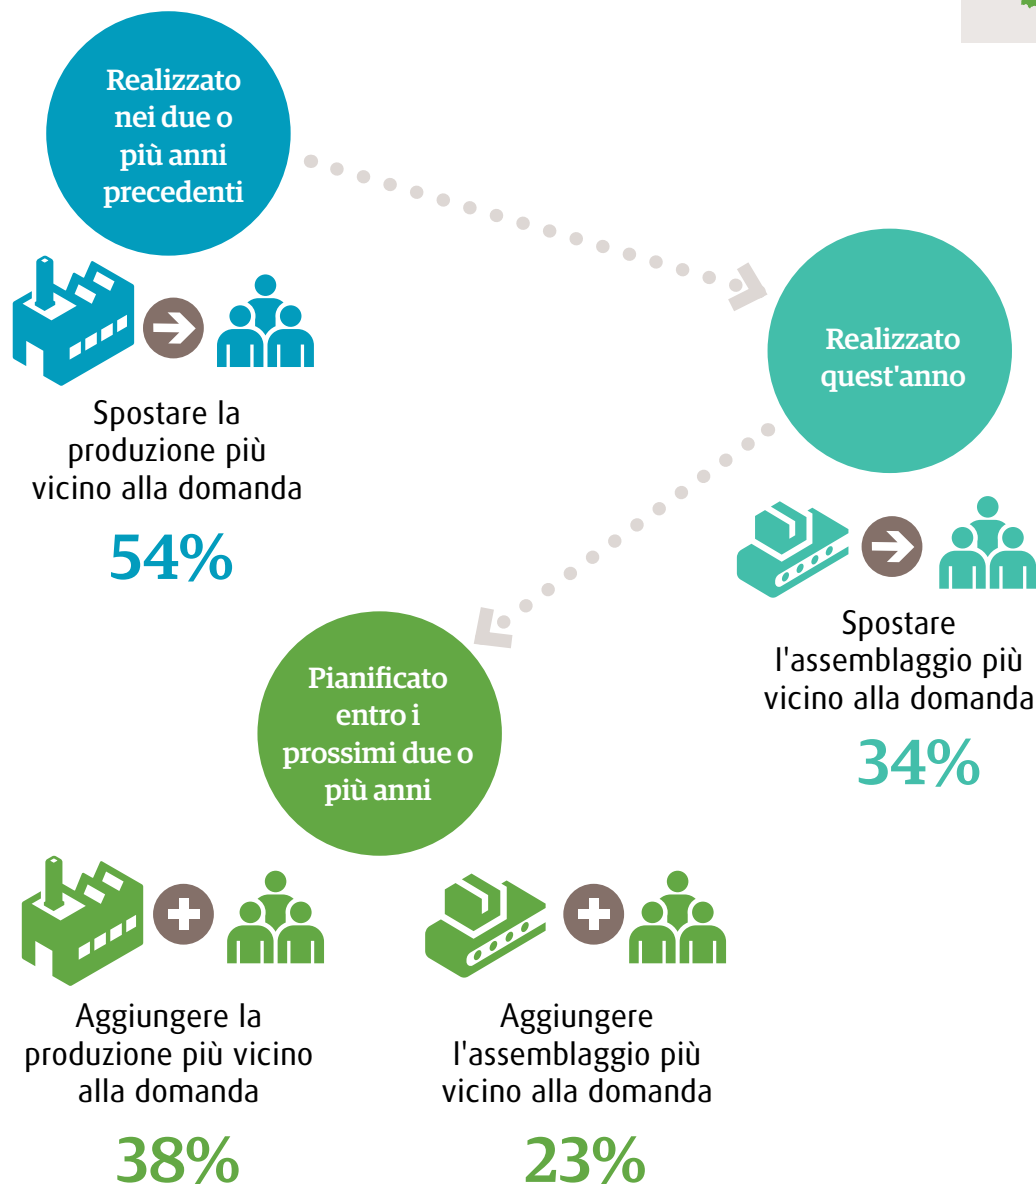 Realizzato
nei due o
più anni
precedenti
Spostare la
produzione più
vicino alla domanda
54%
Realizzato
quest'anno
Spostare
l'assemblaggio più
vicino alla domanda
34%
Pianificato
entro i
prossimi due o
più anni
Aggiungere la
produzione più vicino
alla domanda
38%
Aggiungere
l'assemblaggio più
vicino alla domanda
23%